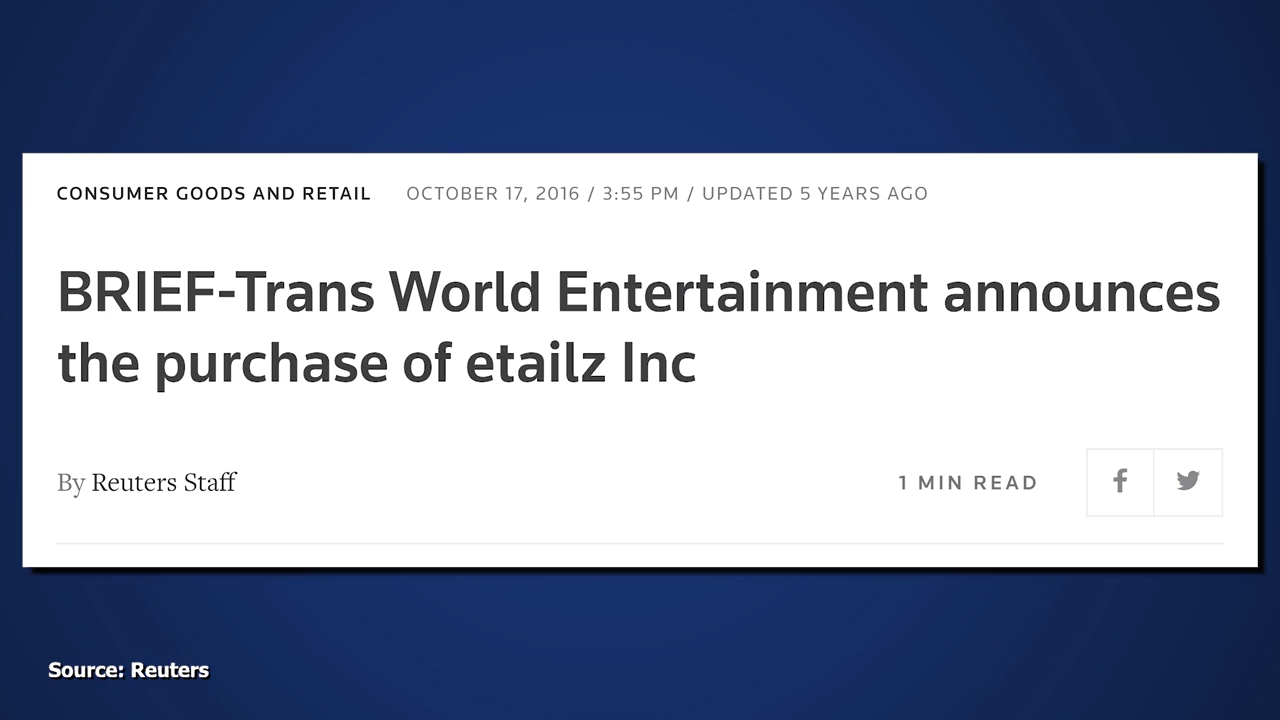 CONSUMER GOODS AND RETAIL OCTOBER 17, 2016 / 3:55 PM / UPDATED 5 YEARS AGO
BRIEF-Trans World Entertainment announces
the purchase of etailz Inc
By Reuters Staff 1 MIN READ
Source: Reuters